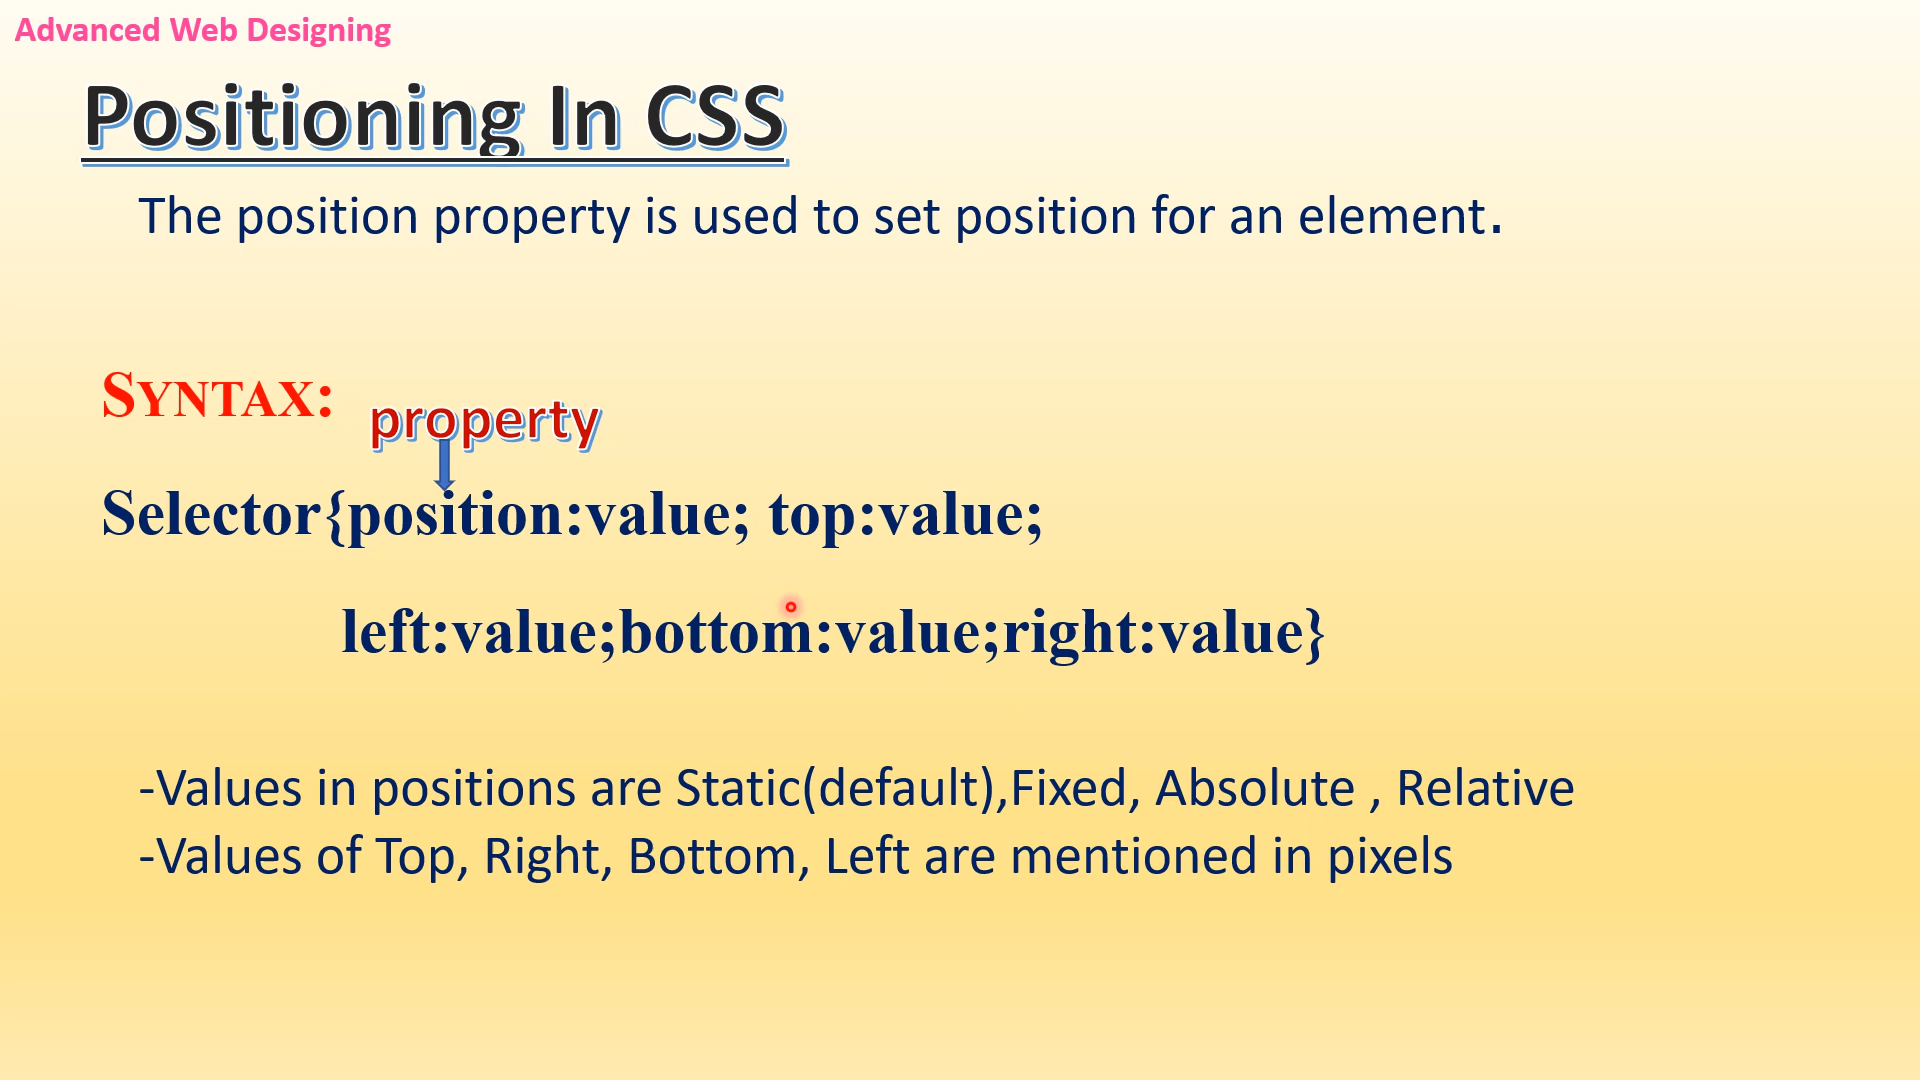 Advanced Web Designing
Positioning In CSS
The position property is used to set position for an element.
SYNTAX:
property
Selector{position:value; top:value;
left:value;bottom:value;right:value}
-Values in positions are Static(default),Fixed, Absolute , Relative
-Values of Top, Right, Bottom, Left are mentioned in pixels